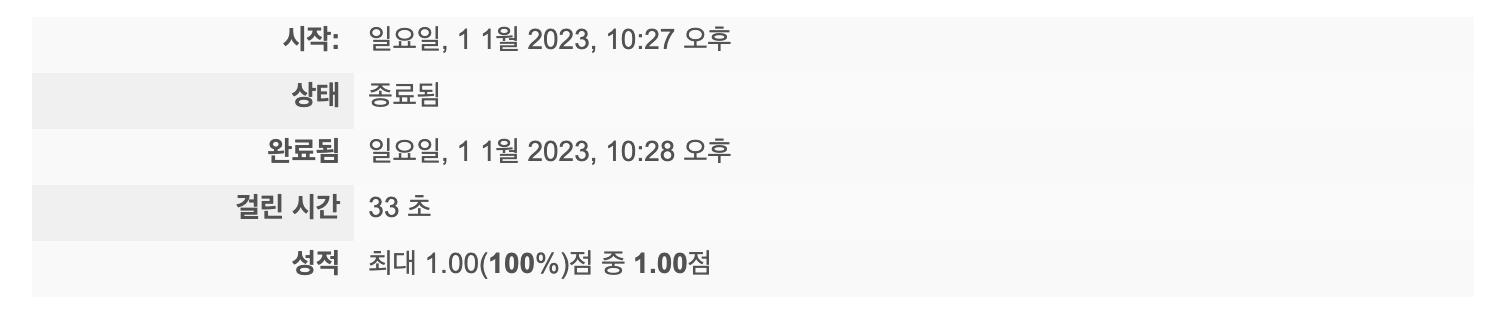 시작: 일요일, 1 1월 2023, 10:27 오후
상태 종료됨
완료됨 일요일, 1 1월 2023, 10:28 오후
걸린 시간 33 초
성적 최대 1.00(100%)점 중 1.00점